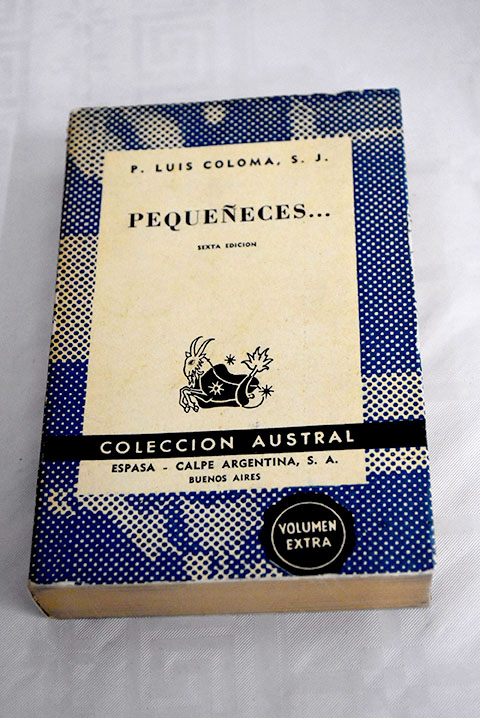 P. LUIS COLOMA, S. J.
PEQUEÑECES...
SEXTA EDICION
COLECCION AUSTRAL
ESPASA - CALPE ARGENTINA, S. A.
BUENOS AIRES
VOLUMEN
EXTRA